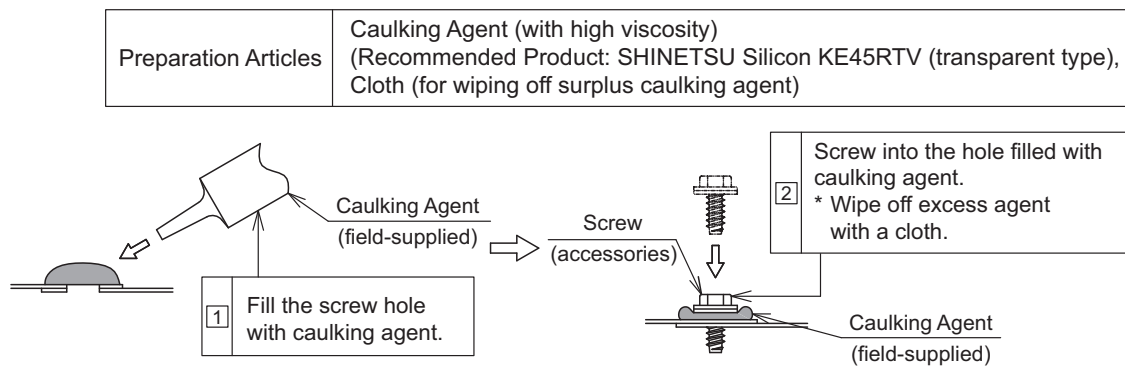 Preparation Articles
Caulking Agent (with high viscosity)
(Recommended Product: SHINETSU Silicon KE45RTV (transparent type),
Cloth (for wiping off surplus caulking agent)
Caulking Agent
(field-supplied)
1
Fill the screw hole
with caulking agent.
Screw
(accessories)
2
Screw into the hole filled with
caulking agent.
* Wipe off excess agent
with a cloth.
Caulking Agent
(field-supplied)